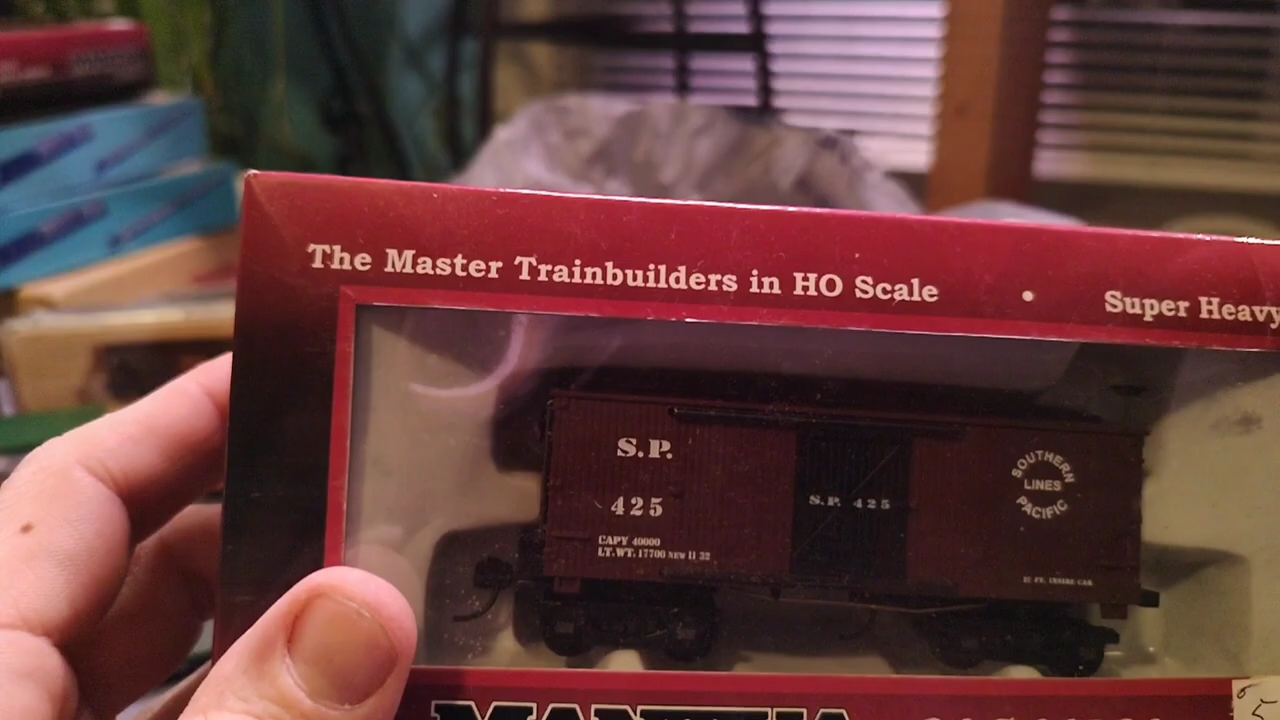 The Master Trainbuilders in HO Scale • Super Heavy
S.P.
425
CAPY 40000
LT. WT. 17700 NEW 11 32
S.P. 425
SOUTHERN
LINES
PACIFIC